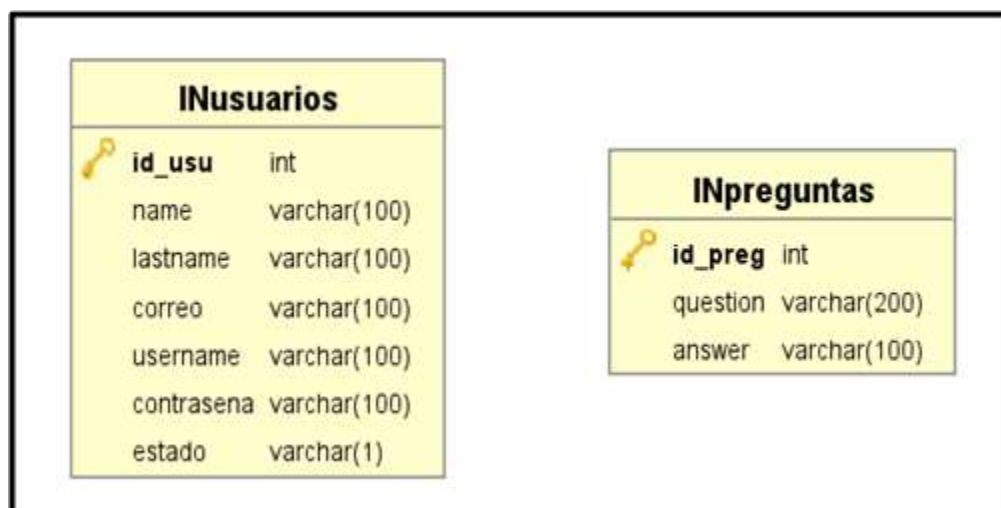 INusuarios
id_usu int
name varchar(100)
lastname varchar(100)
correo varchar(100)
username varchar(100)
contrasena varchar(100)
estado varchar(1)
INpreguntas
id_preg int
question varchar(200)
answer varchar(100)